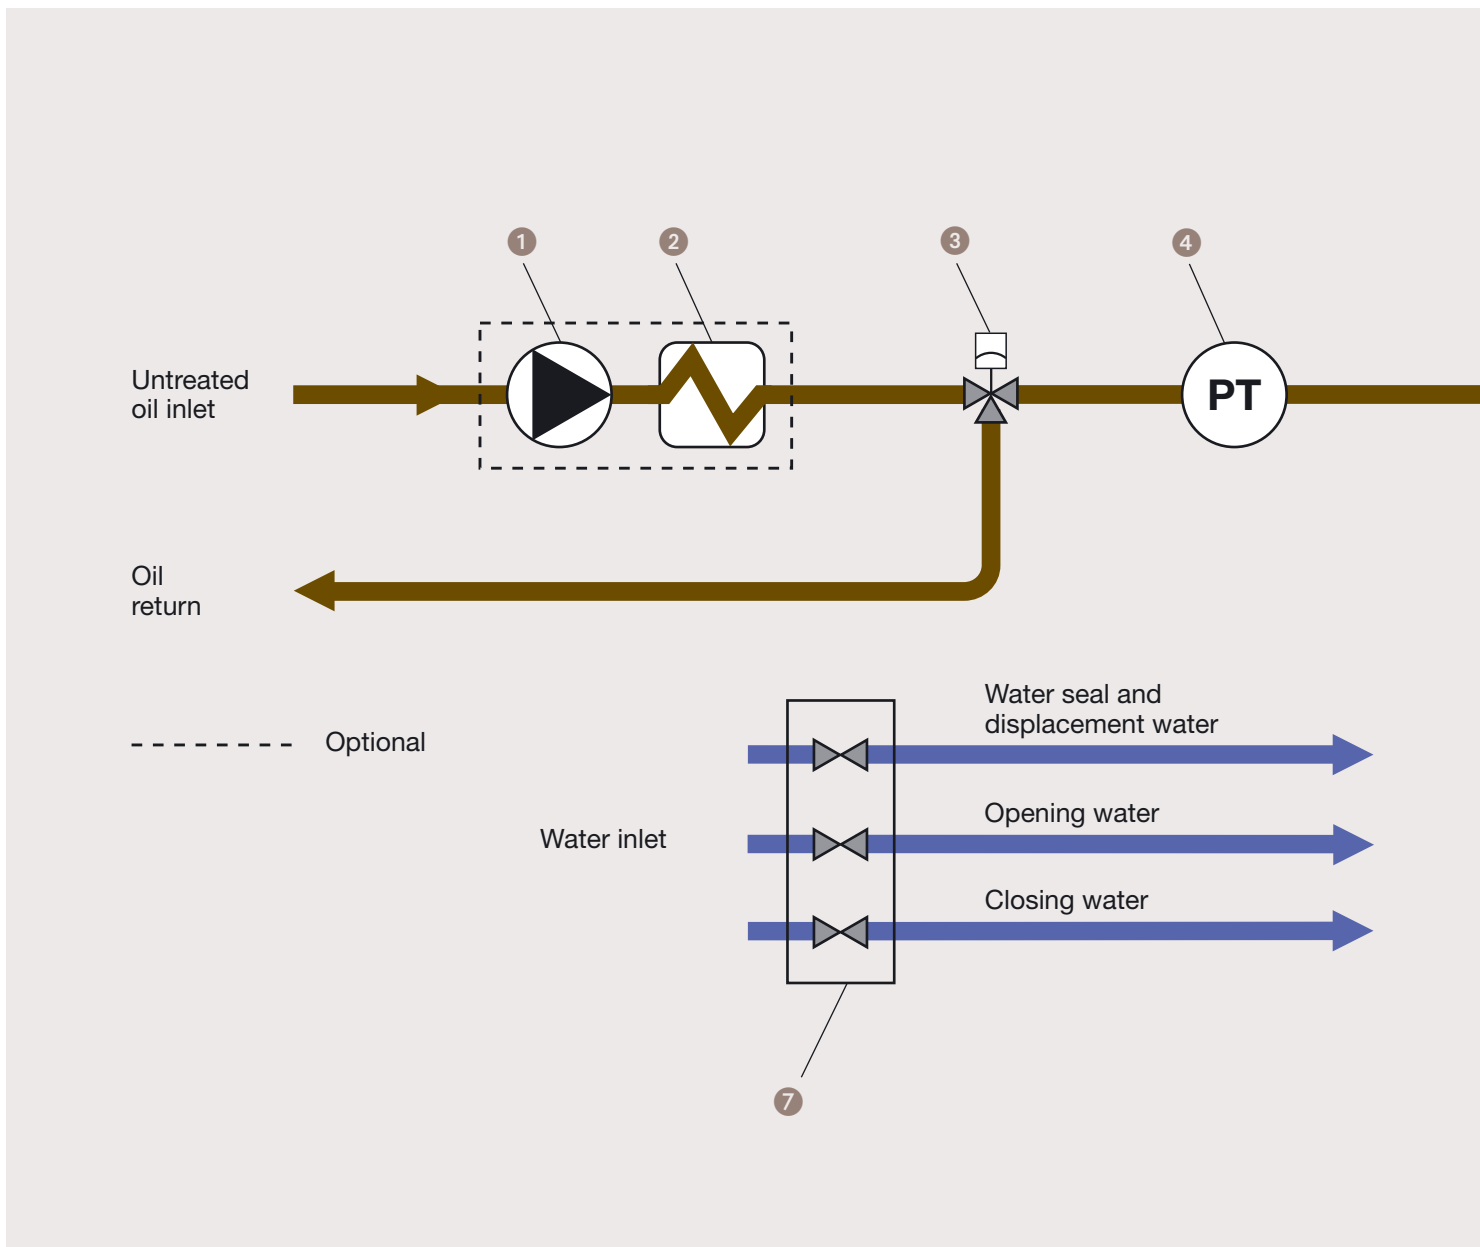 1
2
3
4
Untreated
oil inlet
PT
Oil
return
Water seal and
displacement water
Optional
Opening water
Water inlet
Closing water
7